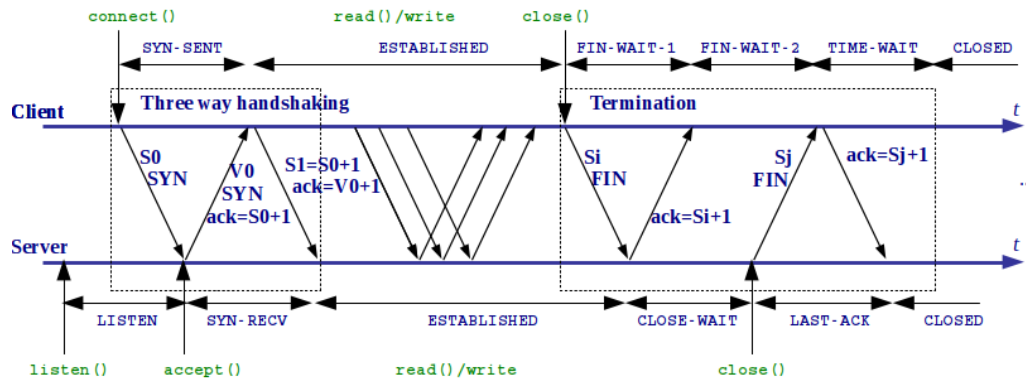 connect() read()/write close()
SYN-SENT ESTABLISHED FIN-WAIT-1 FIN-WAIT-2 TIME-WAIT CLOSED
Three way handshaking Termination
Client t
S0
SYN
V0
SYN
ack=S0+1
S1=S0+1
ack=V0+1
Si
FIN
ack=Si+1
Sj
FIN
ack=Sj+1
..
Server t
LISTEN SYN-RECV ESTABLISHED CLOSE-WAIT LAST-ACK CLOSED
listen() accept() read()/write close()